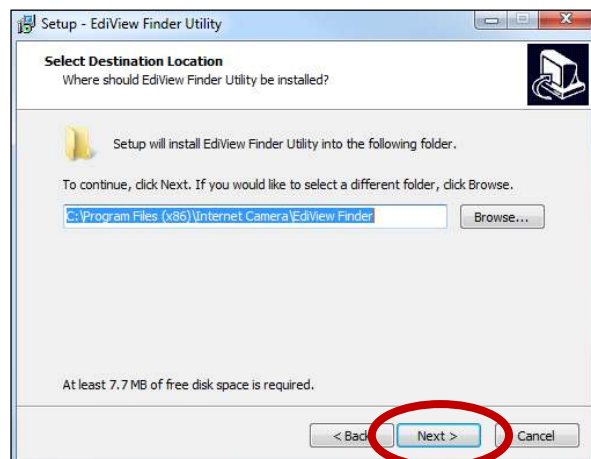 Setup - EdiView Finder Utility
Select Destination Location
Where should EdiView Finder Utility be installed?
Setup will install EdiView Finder Utility into the following folder.
To continue, click Next. If you would like to select a different folder, click Browse.
C:\Program Files (x86)\Internet Camera\EdiView Finder
Browse...
At least 7.7 MB of free disk space is required.
< Back
Next >
Cancel